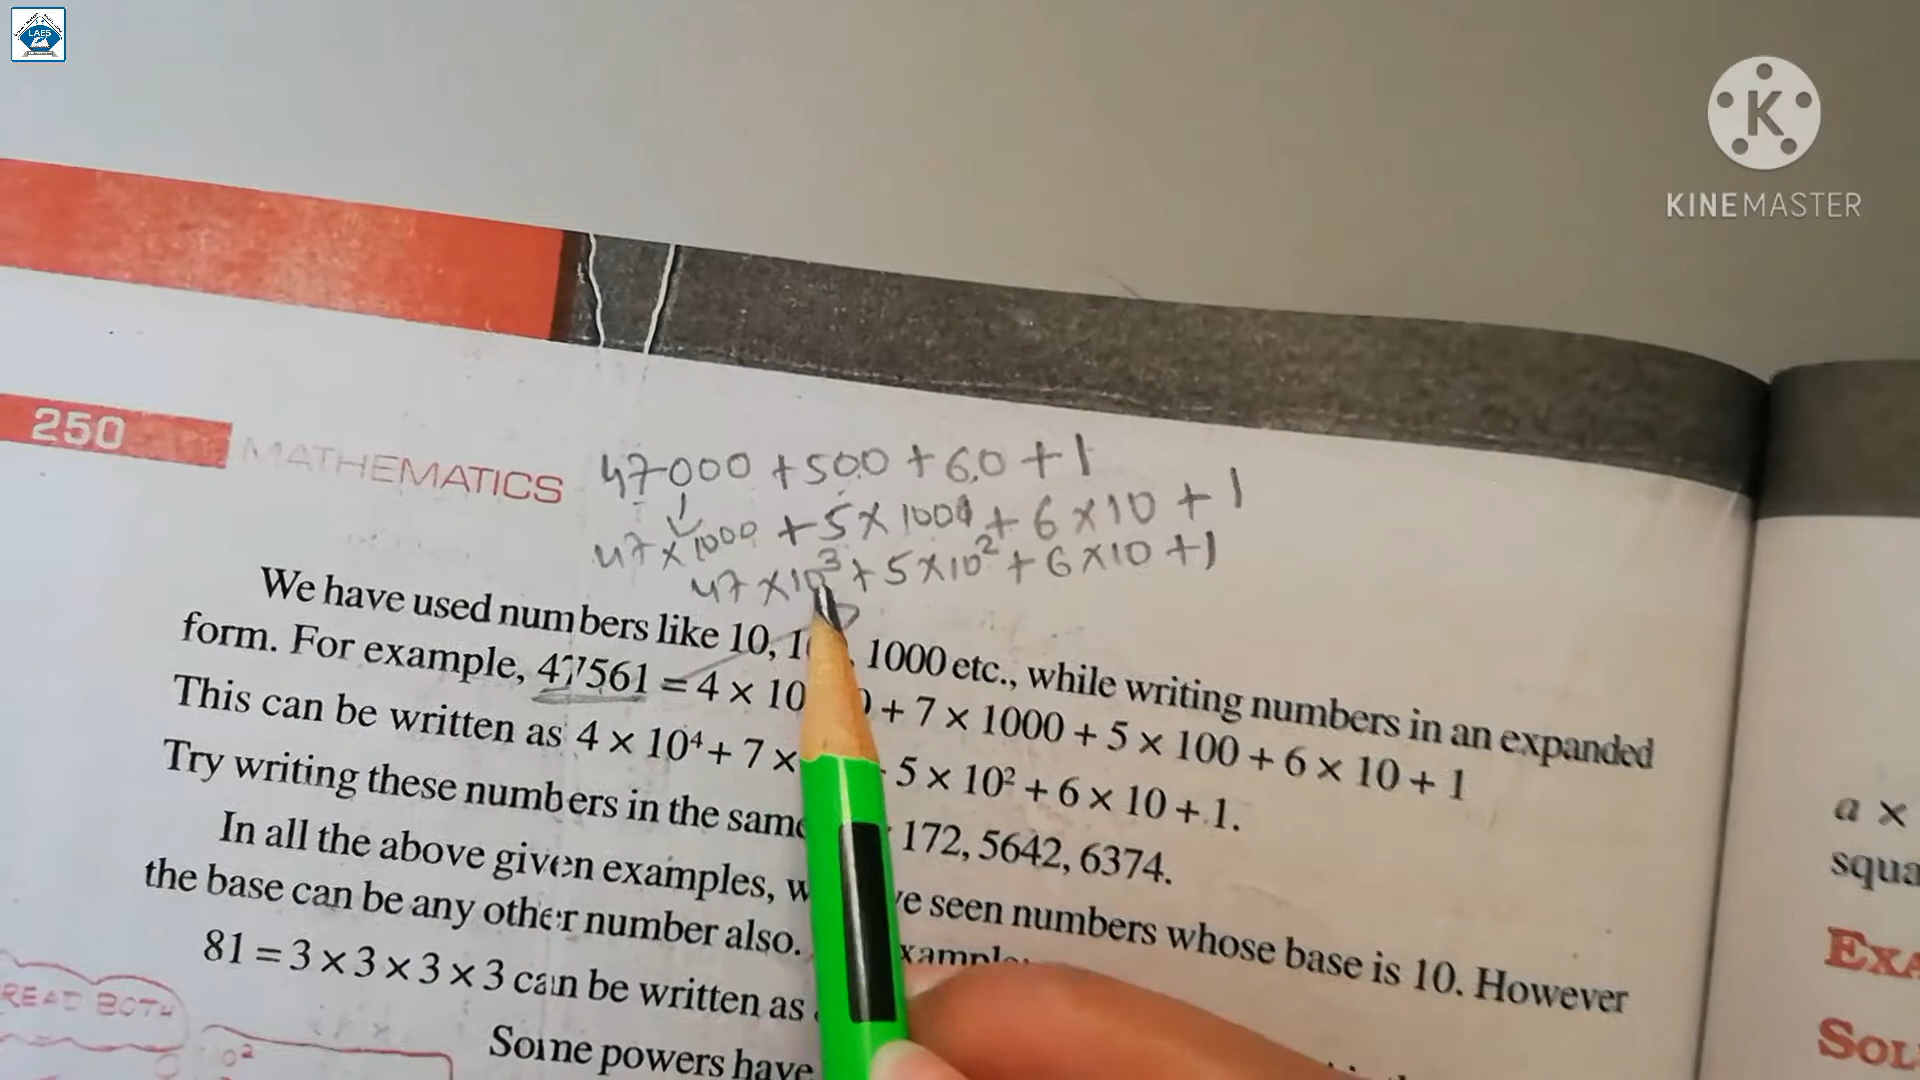 LAES
K
KINEMASTER
250
MATHEMATICS
47000 + 500 + 60 + 1
47 × 1000 + 5 × 100 + 6 × 10 + 1
47 × 10³ + 5 × 10² + 6 × 10 + 1
We have used numbers like 10, 1000 etc., while writing numbers in an expanded
form. For example, 47561 = 4 × 10 + 7 × 1000 + 5 × 100 + 6 × 10 + 1
This can be written as 4 × 10⁴ + 7 × 5 × 10² + 6 × 10 + 1.
Try writing these numbers in the same 172, 5642, 6374.
In all the above given examples, seen numbers whose base is 10. However
the base can be any other number also.
81 = 3 × 3 × 3 × 3 can be written as
READ BOTH
Some powers have
a ×
squa
EXA
SOL